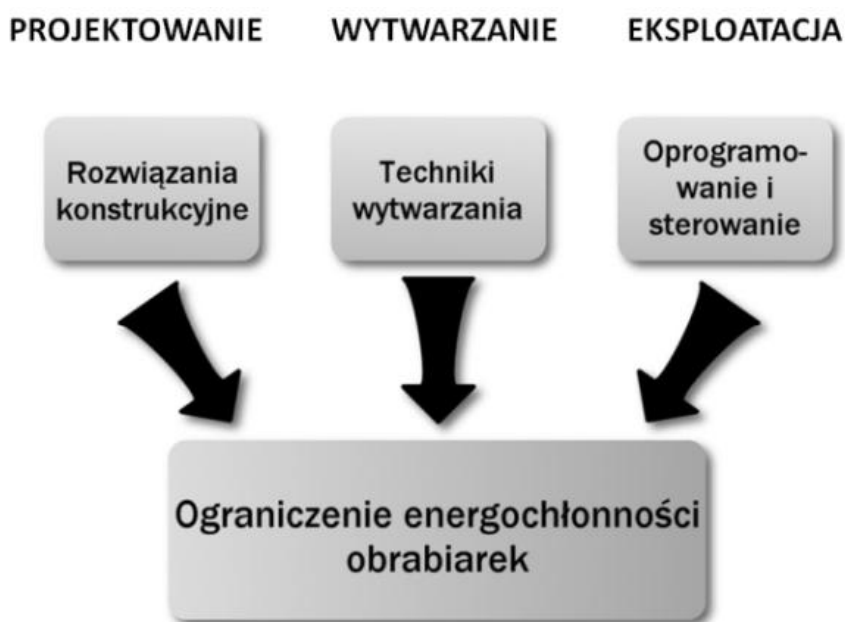 PROJEKTOWANIE WYTWARZANIE EKSPLOATACJA
Rozwiązania
konstrukcyjne
Techniki
wytwarzania
Oprogramo-
wanie i
sterowanie
Ograniczenie energochłonności
obrabiarek